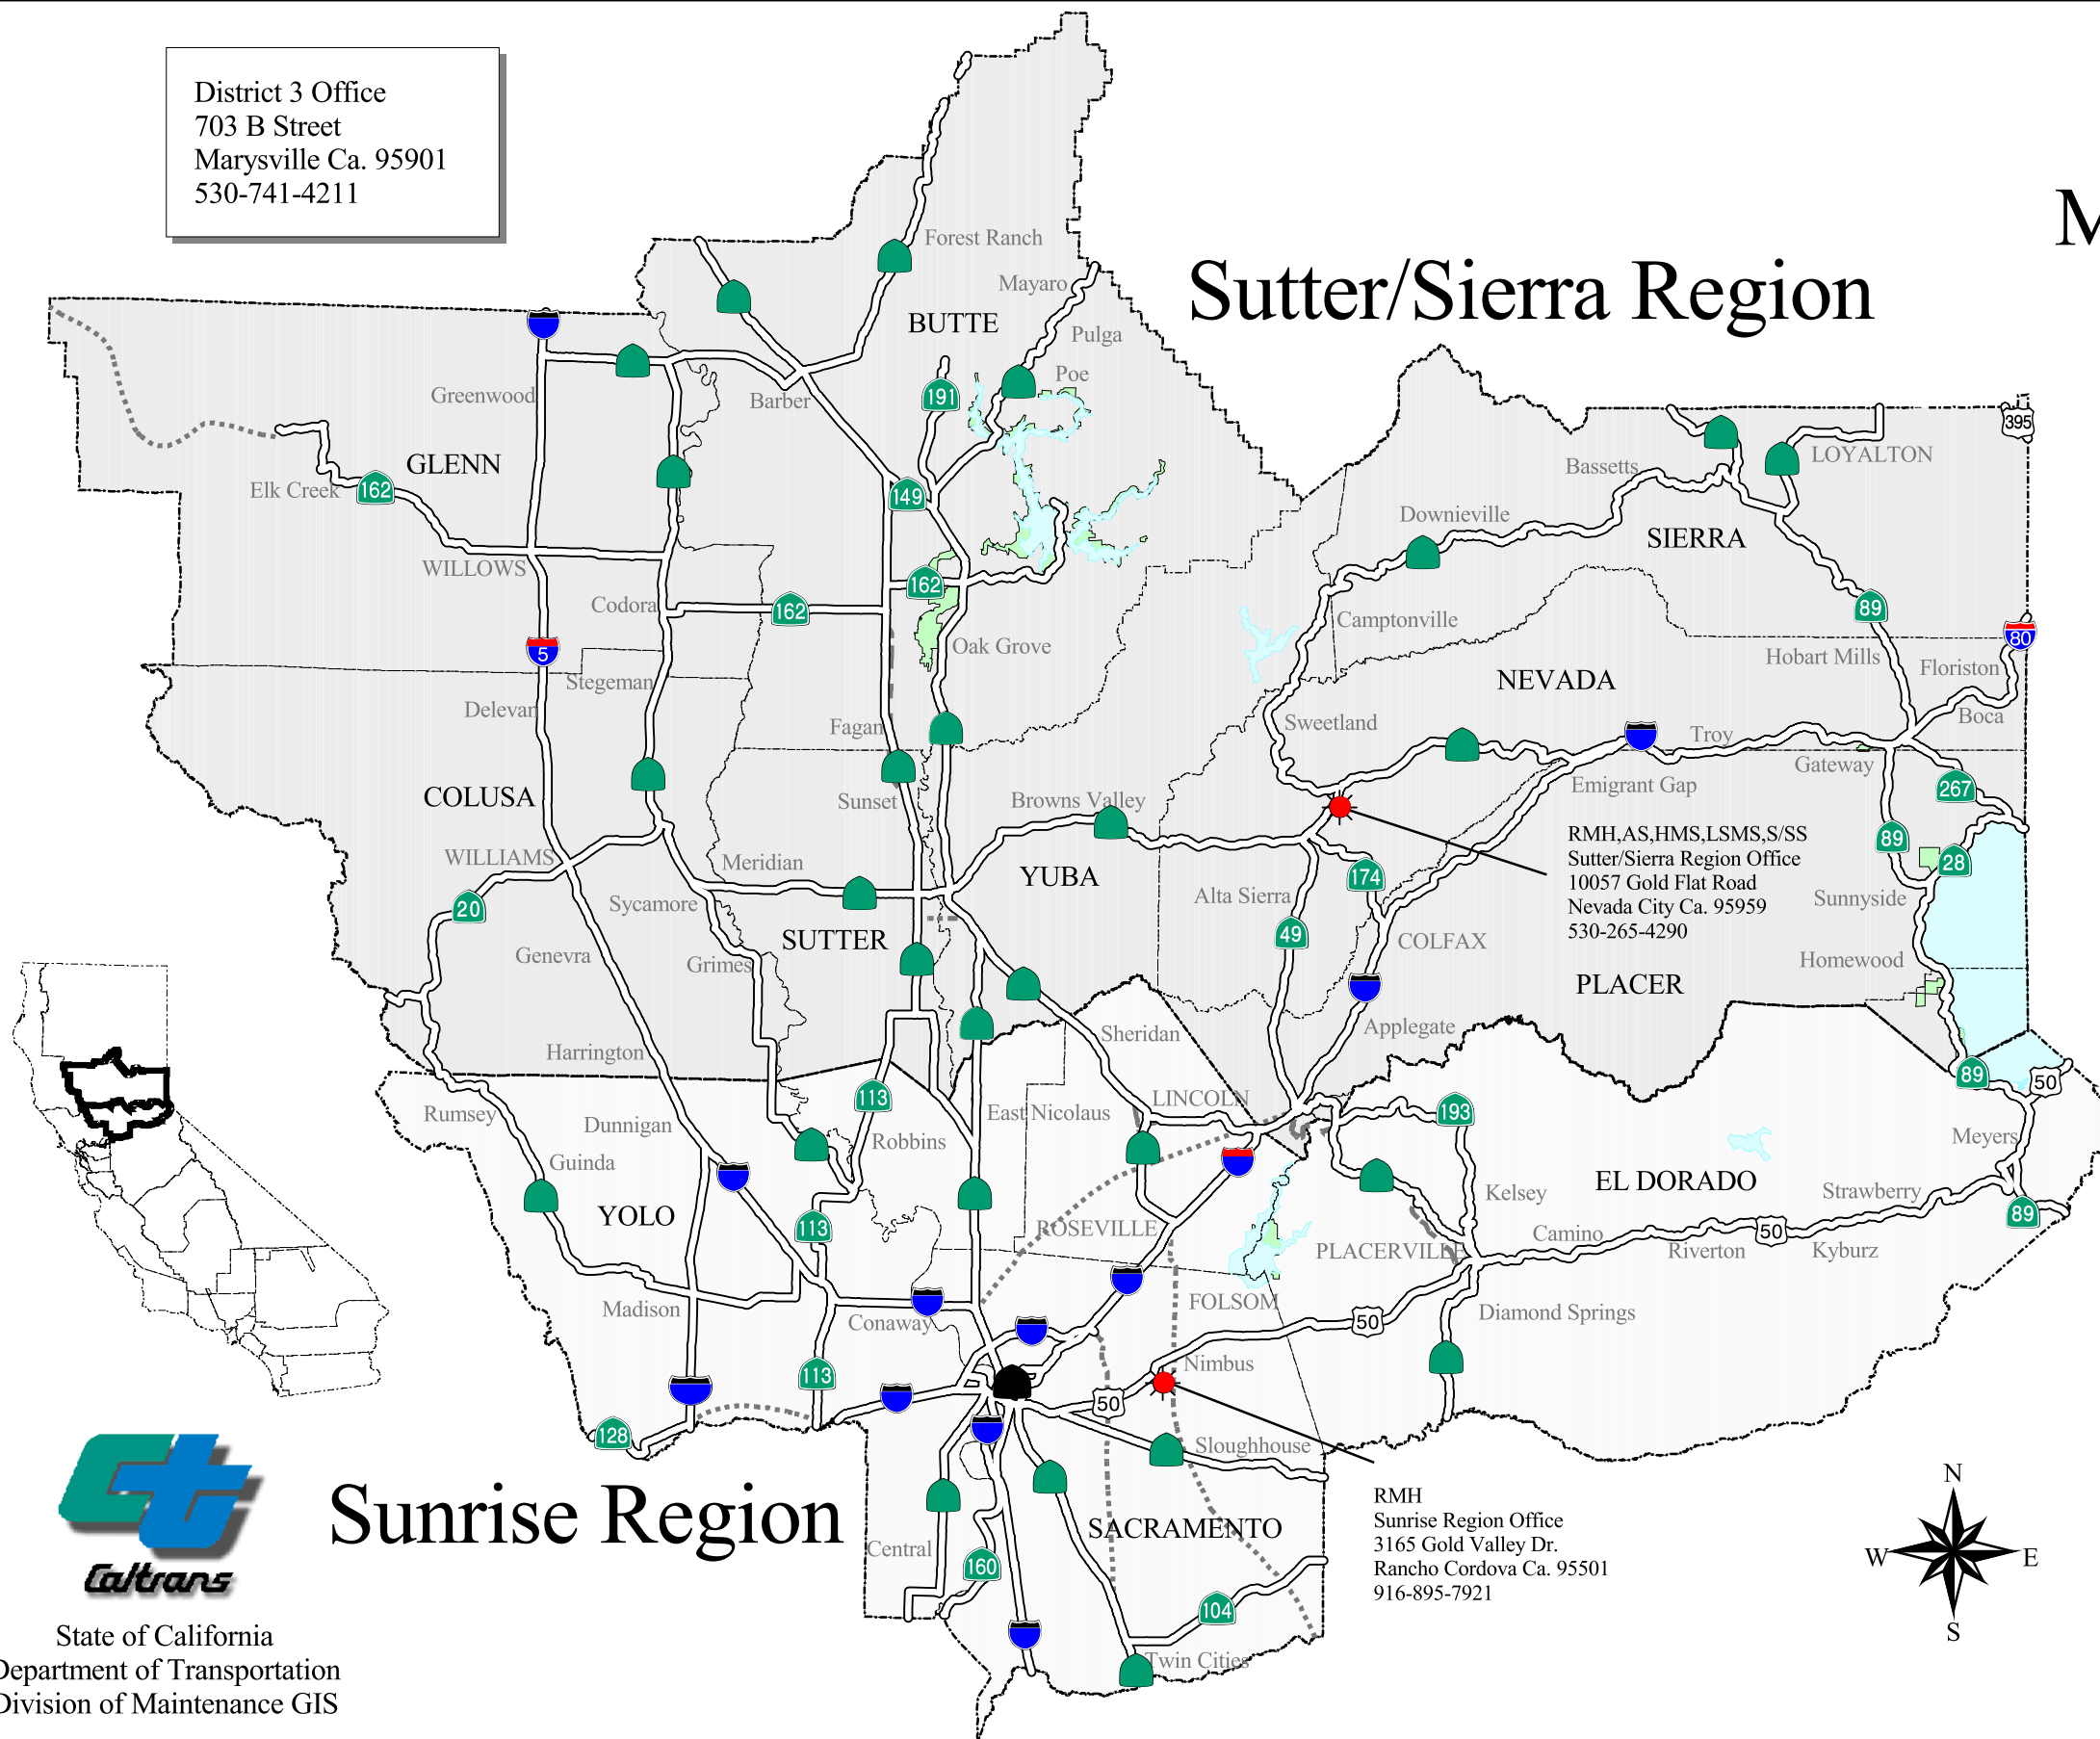 District 3 Office
703 B Street
Marysville Ca. 95901
530-741-4211
M
Sutter/Sierra Region
Forest Ranch
Mayaro
BUTTE
Pulga
Poe
Greenwood
Barber
191
395
GLENN
Elk Creek
162
149
Bassetts
LOYALTON
Downieville
SIERRA
WILLOWS
162
Codora
162
89
Camptonville
5
Oak Grove
80
Hobart Mills
Floriston
Stegeman
NEVADA
Delevan
Fagan
Sweetland
Boca
Troy
Gateway
Emigrant Gap
267
COLUSA
Sunset
Browns Valley
RMH,AS,HMS,LSMS,S/SS
Sutter/Sierra Region Office
10057 Gold Flat Road
Nevada City Ca. 95959
530-265-4290
89
28
WILLIAMS
Meridian
YUBA
174
Alta Sierra
Sunnyside
20
Sycamore
SUTTER
49
COLFAX
Genevra
Grimes
Homewood
PLACER
Applegate
Sheridan
Harrington
89
50
113
LINCOLN
East Nicolaus
193
Rumsey
Dunnigan
Robbins
Meyers
Guinda
EL DORADO
Kelsey
Strawberry
YOLO
113
ROSEVILLE
89
Camino
50
PLACERVILLE
Riverton
Kyburz
Madison
FOLSOM
Conaway
50
Diamond Springs
Nimbus
113
50
128
Sloughhouse
Sunrise Region
RMH
Sunrise Region Office
3165 Gold Valley Dr.
Rancho Cordova Ca. 95501
916-895-7921
SACRAMENTO
Central
160
104
Twin Cities
N
W
E
S
Caltrans
State of California
Department of Transportation
Division of Maintenance GIS